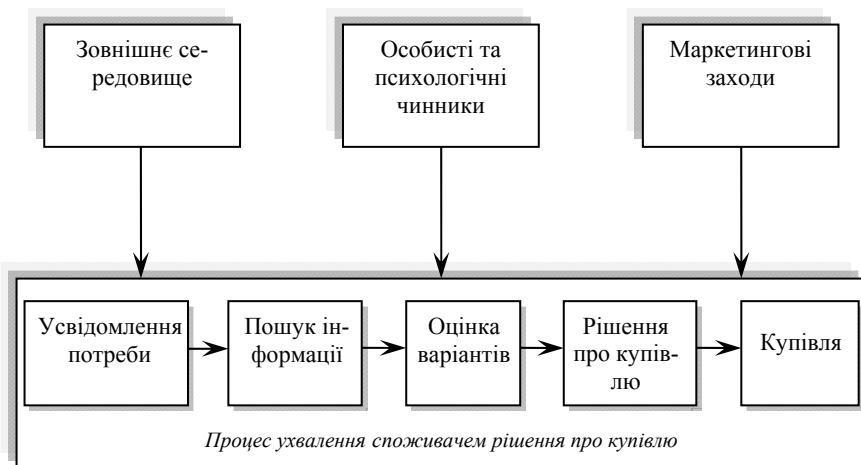 Зовнішнє се-
редовище
Особисті та
психологічні
чинники
Маркетингові
заходи
Усвідомлення
потреби
Пошук ін-
формації
Оцінка
варіантів
Рішення
про купів-
лю
Купівля
Процес ухвалення споживачем рішення про купівлю